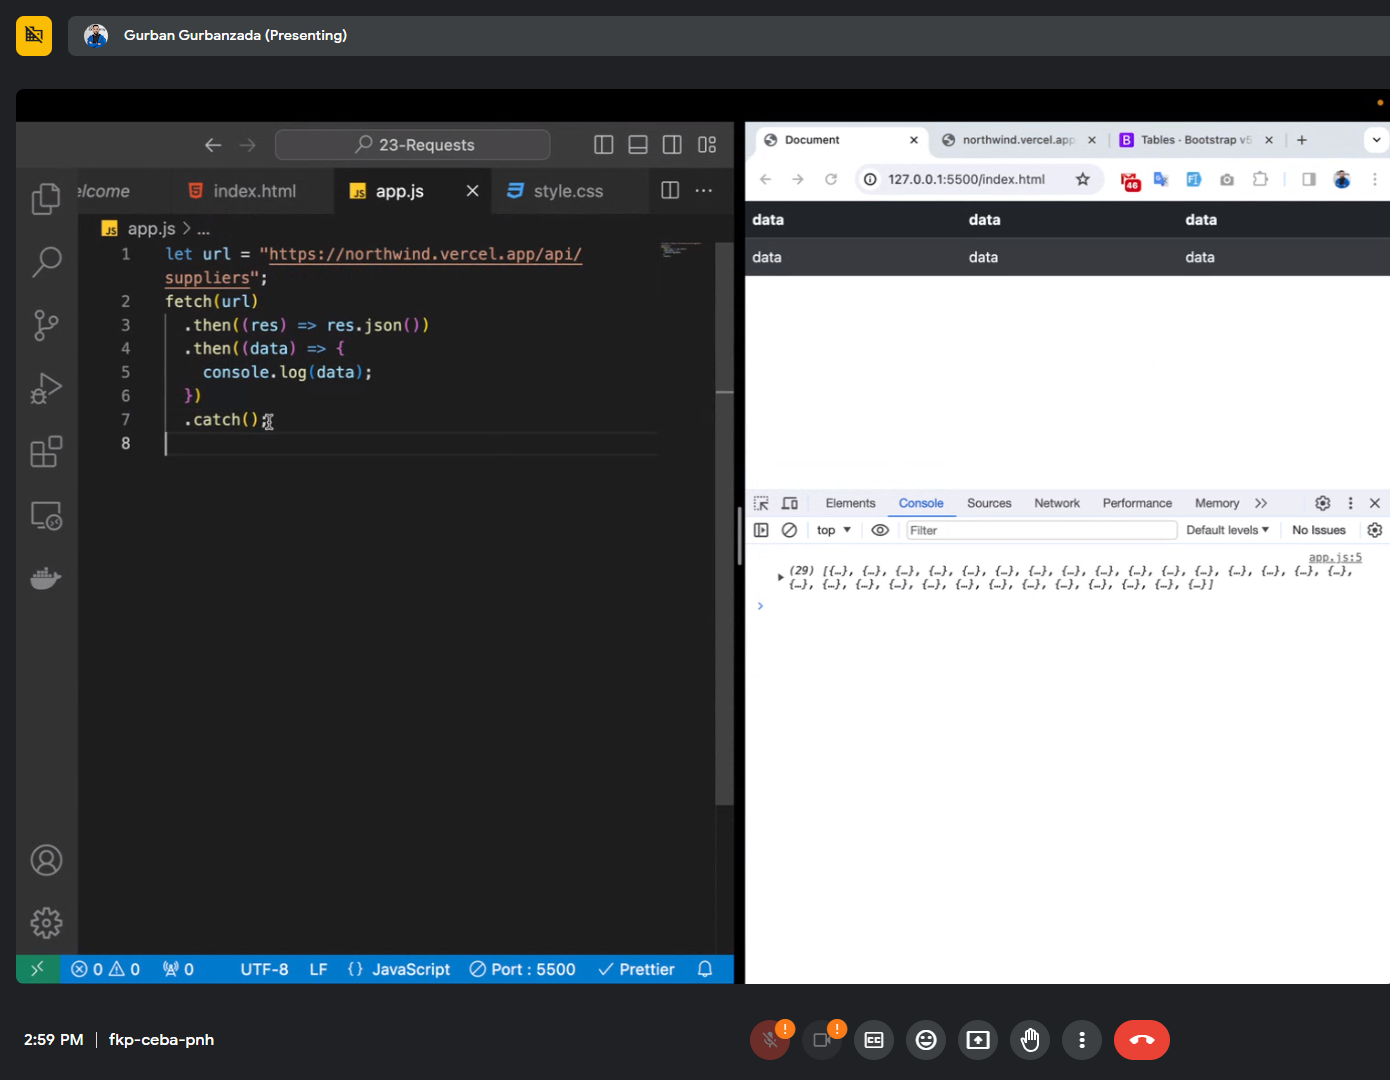 Gurban Gurbanzada (Presenting)
23-Requests
elcome
index.html
app.js
style.css
app.js > ...
1 let url = "https://northwind.vercel.app/api/
suppliers";
2 fetch(url)
3 .then((res) => res.json())
4 .then((data) => {
5 console.log(data);
6 })
7 .catch();
8
0 0 0 UTF-8 LF {} JavaScript Port : 5500 Prettier
Document northwind.vercel.app Tables · Bootstrap v5
127.0.0.1:5500/index.html
46
data data data
data data data
Elements Console Sources Network Performance Memory
top Filter Default levels No Issues
app.js:5
(29) [{…}, {…}, {…}, {…}, {…}, {…}, {…}, {…}, {…}, {…}, {…}, {…}, {…}, {…}, {…}, {…},
{…}, {…}, {…}, {…}, {…}, {…}, {…}, {…}, {…}, {…}, {…}, {…}, {…}]
2:59 PM | fkp-ceba-pnh